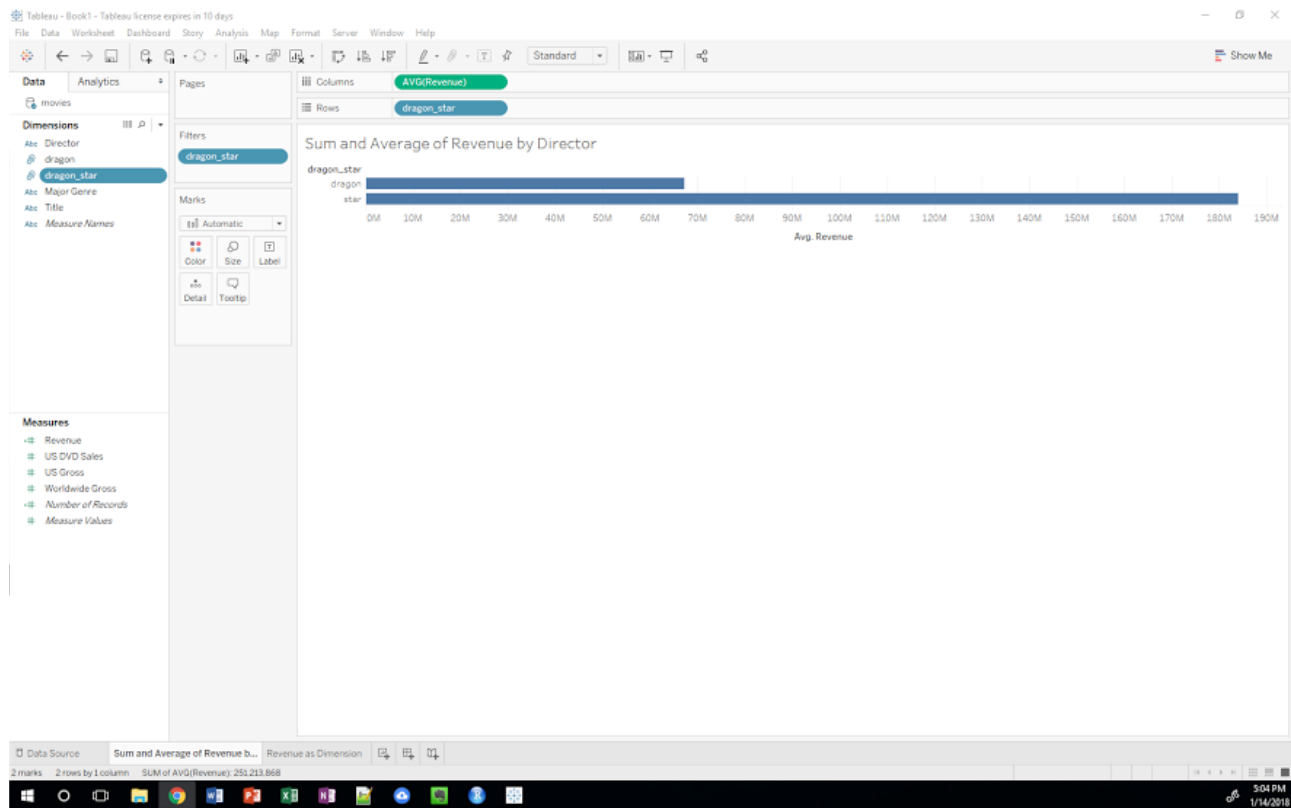 Tableau - Book1 - Tableau license expires in 10 days
File Data Worksheet Dashboard Story Analysis Map Format Server Window Help
Standard
Show Me
Data Analytics
movies
Dimensions
Abc Director
dragon
dragon_star
Abc Major Genre
Abc Title
Abc Measure Names
Measures
Revenue
US DVD Sales
US Gross
Worldwide Gross
Number of Records
Measure Values
Pages
Filters
dragon_star
Marks
Automatic
Color Size Label
Detail Tooltip
Columns AVG(Revenue)
Rows dragon_star
Sum and Average of Revenue by Director
dragon_star
dragon
star
0M 10M 20M 30M 40M 50M 60M 70M 80M 90M 100M 110M 120M 130M 140M 150M 160M 170M 180M 190M
Avg. Revenue
Data Source Sum and Average of Revenue b... Revenue as Dimension
2 marks 2 rows by 1 column SUM of AVG(Revenue): 251,213,868
5:04 PM
1/14/2018